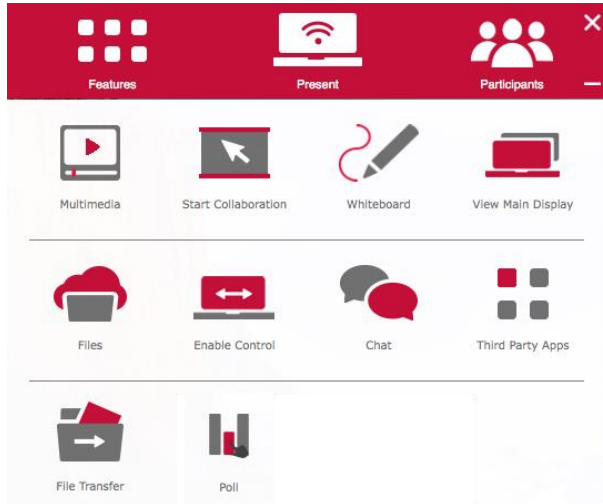 Features Present Participants
Multimedia Start Collaboration Whiteboard View Main Display
Files Enable Control Chat Third Party Apps
File Transfer Poll